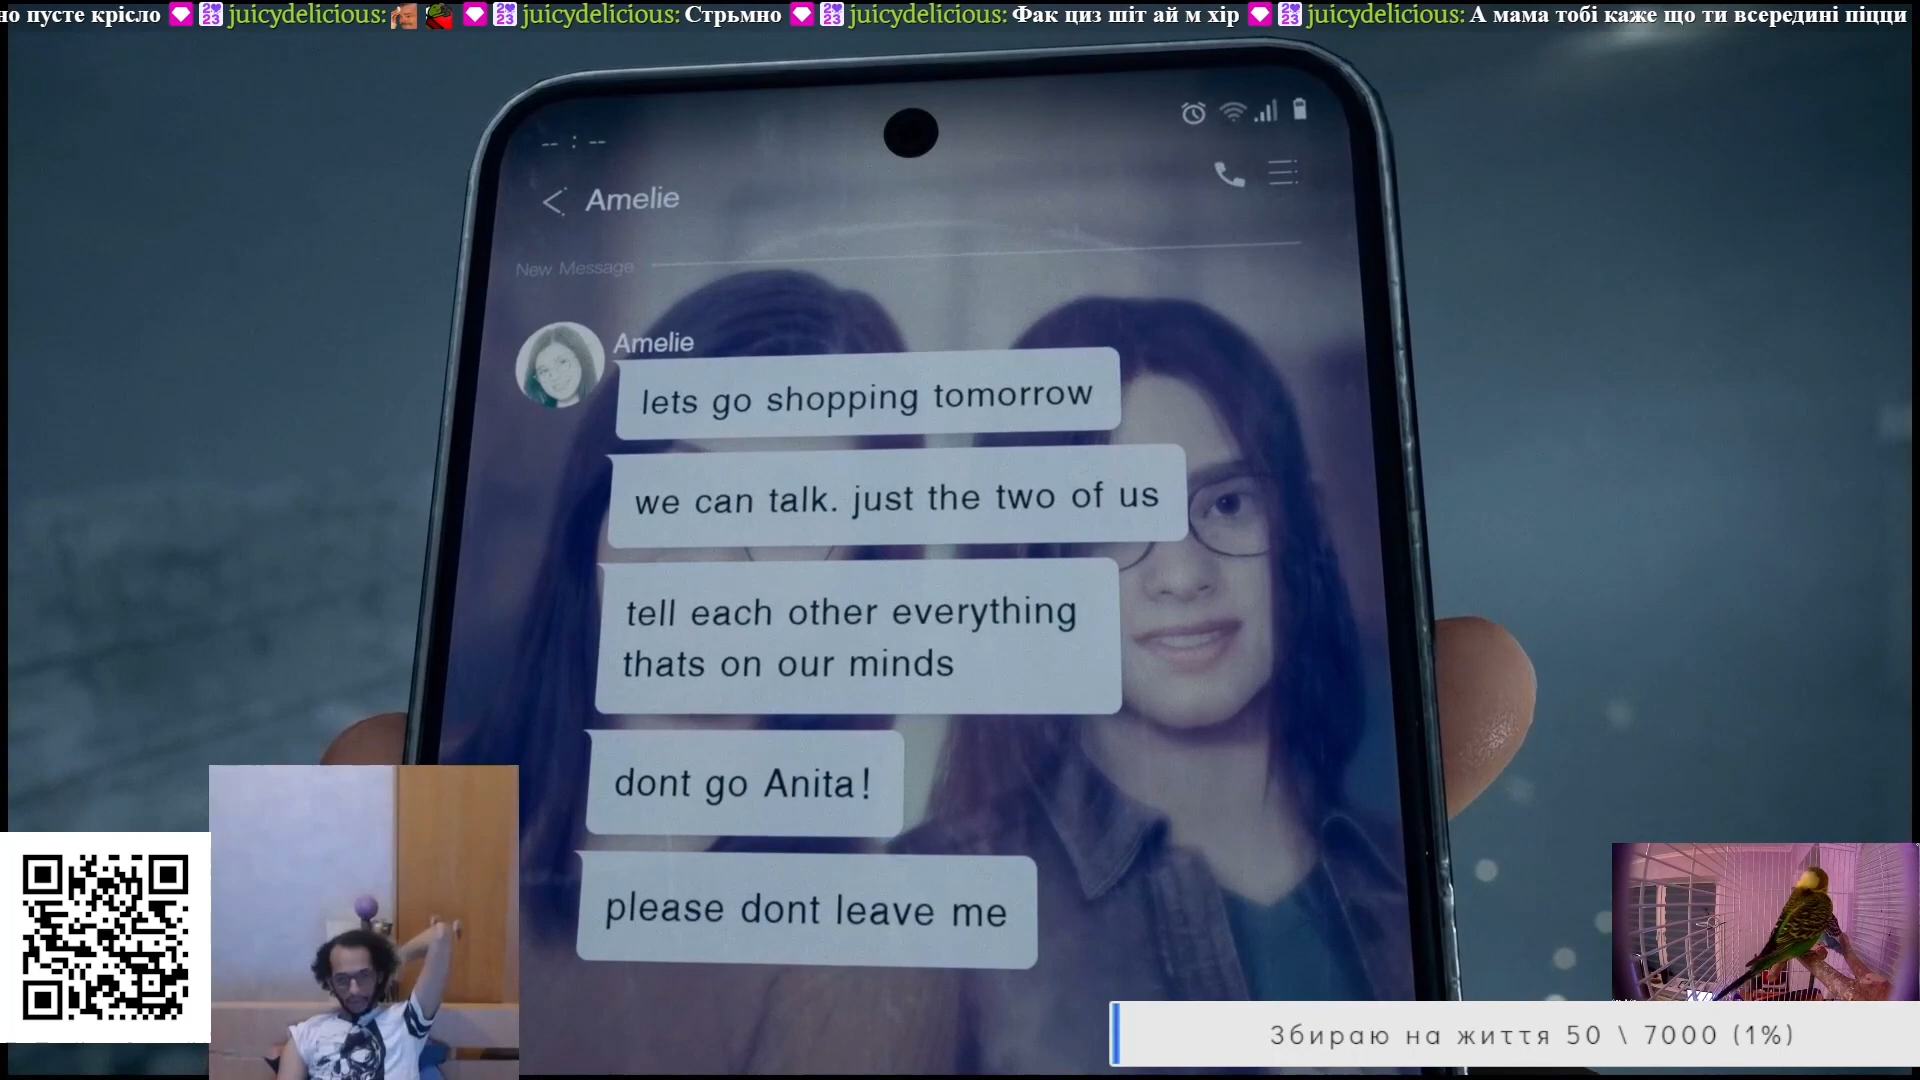 но пусте крісло juicydelicious: juicydelicious: Стрьмно juicydelicious: Фак циз шіт ай м хір juicydelicious: А мама тобі каже що ти всередині піцци
-- : --
< Amelie
New Message
Amelie
lets go shopping tomorrow
we can talk. just the two of us
tell each other everything
thats on our minds
dont go Anita!
please dont leave me
Збираю на життя 50 \ 7000 (1%)